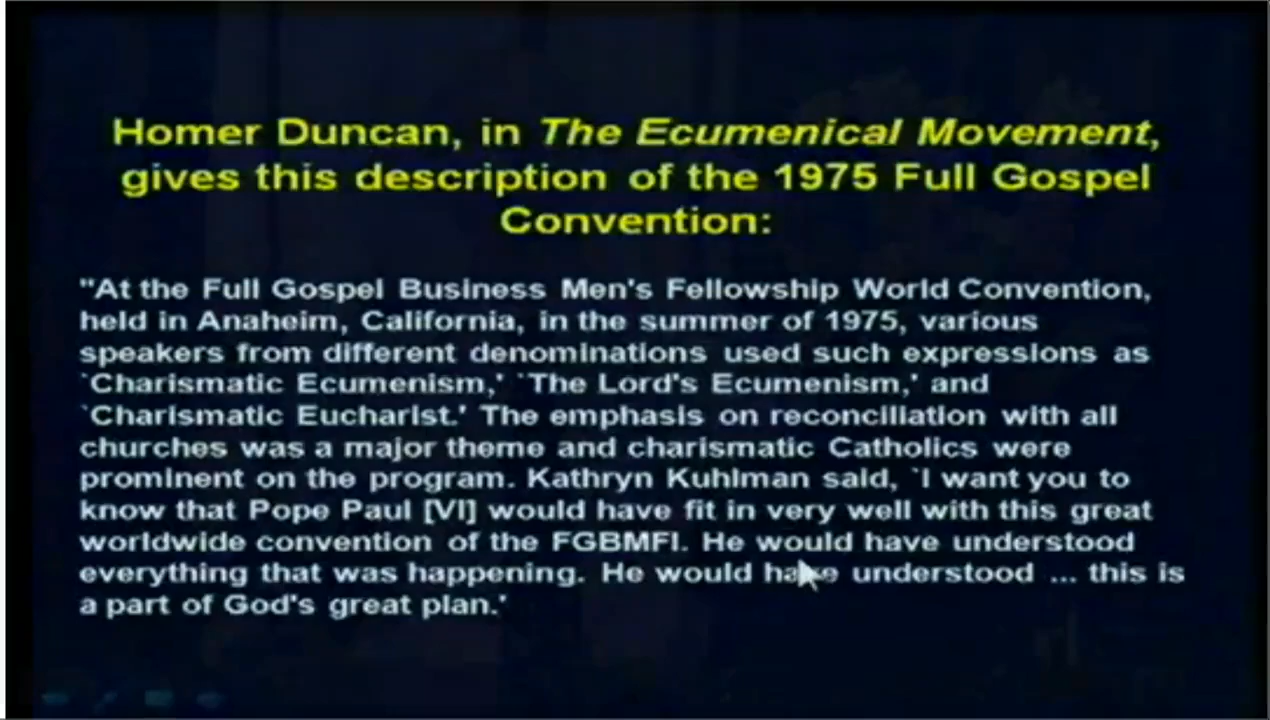 Homer Duncan, in The Ecumenical Movement,
gives this description of the 1975 Full Gospel
Convention:
"At the Full Gospel Business Men's Fellowship World Convention,
held in Anaheim, California, in the summer of 1975, various
speakers from different denominations used such expressions as
`Charismatic Ecumenism,' `The Lord's Ecumenism,' and
`Charismatic Eucharist.' The emphasis on reconciliation with all
churches was a major theme and charismatic Catholics were
prominent on the program. Kathryn Kuhlman said, `I want you to
know that Pope Paul [VI] would have fit in very well with this great
worldwide convention of the FGBMFI. He would have understood
everything that was happening. He would have understood ... this is
a part of God's great plan.'